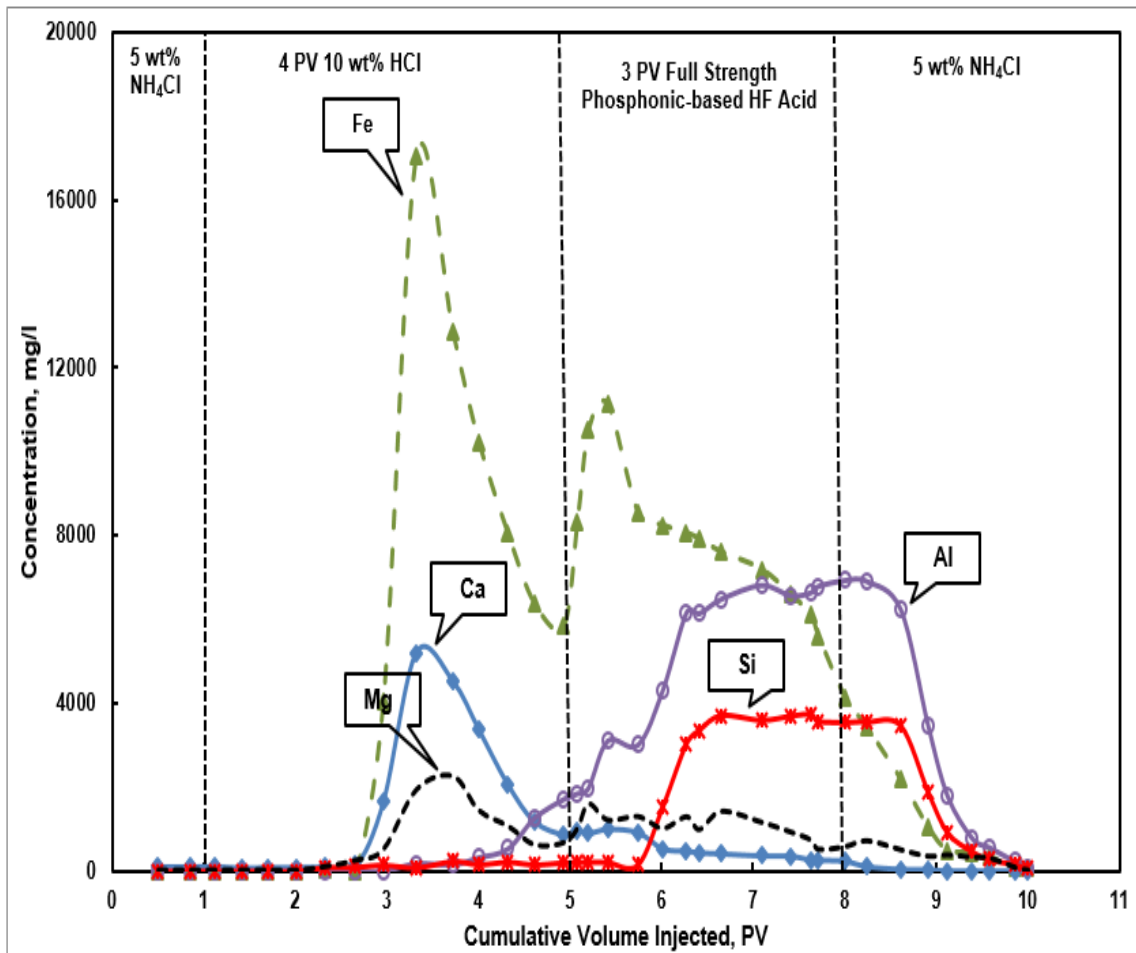 5 wt%
NH₄Cl
4 PV 10 wt% HCl
3 PV Full Strength
Phosphonic-based HF Acid
5 wt% NH₄Cl
Fe
Ca
Mg
Si
Al
20000
16000
12000
8000
4000
0
Concentration, mg/l
0 1 2 3 4 5 6 7 8 9 10 11
Cumulative Volume Injected, PV